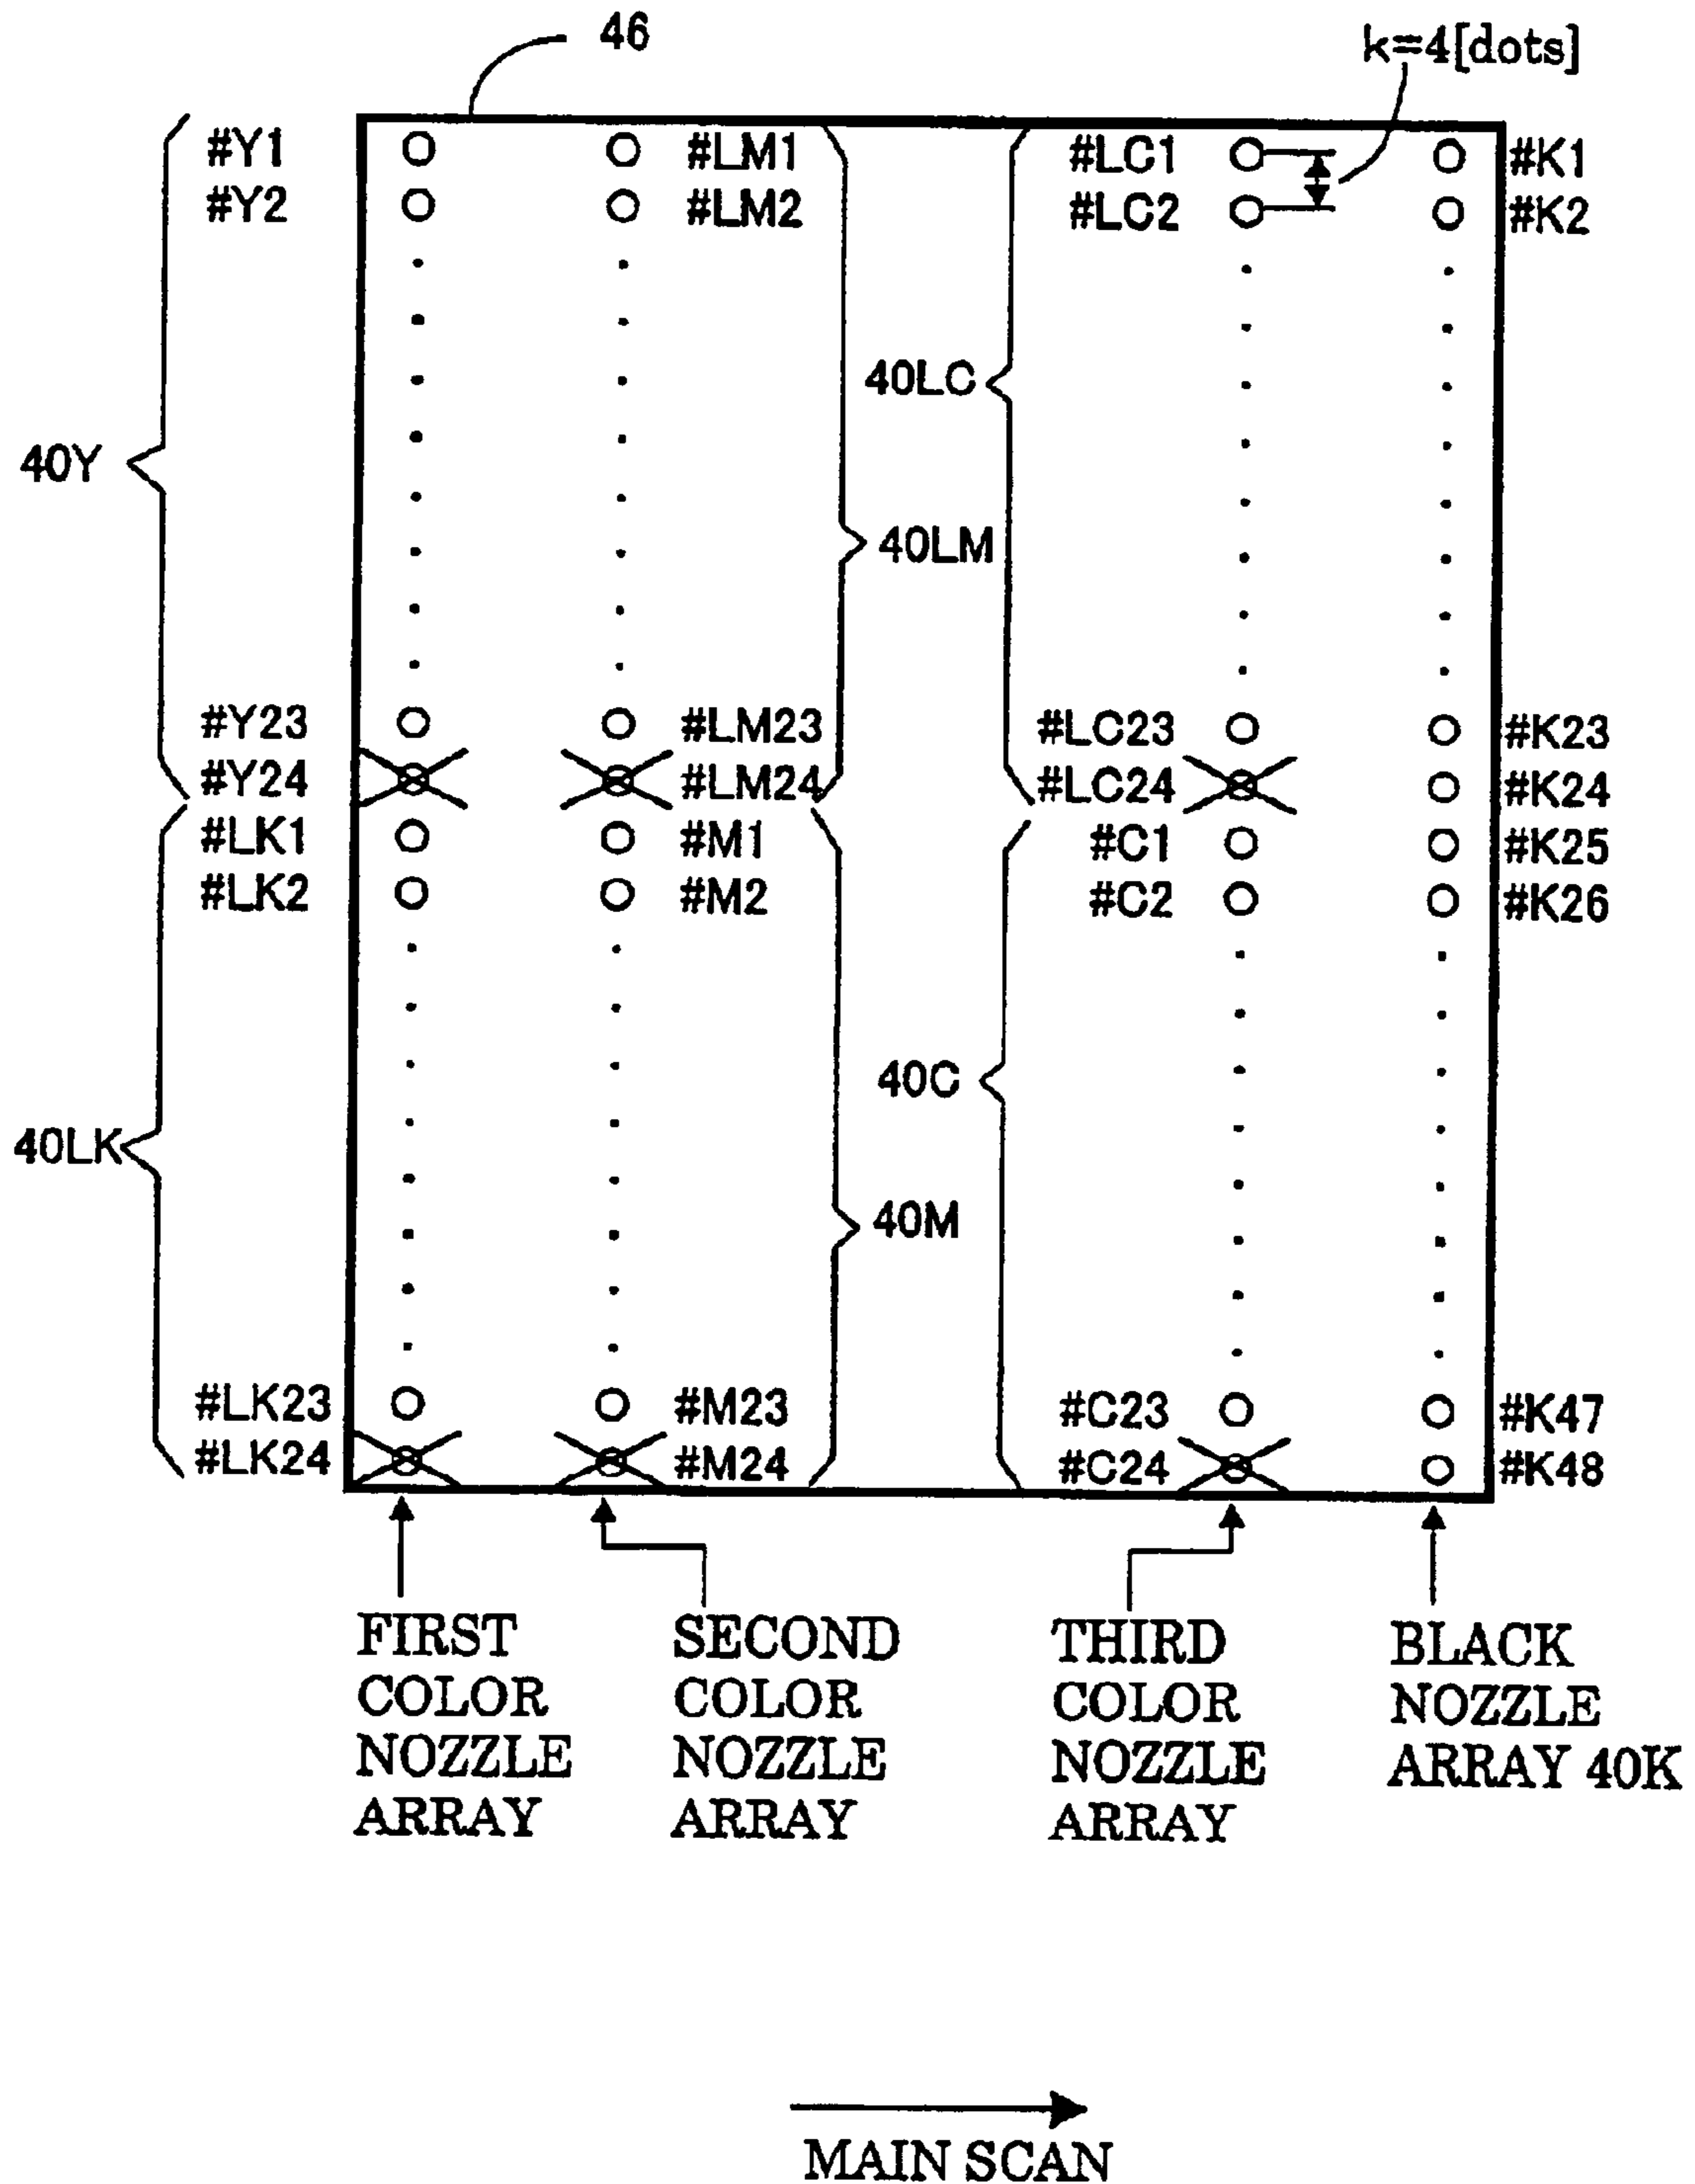 46
k=4[dots]
#Y1 #LM1 #LC1 #K1
#Y2 #LM2 #LC2 #K2
40LC
40Y
40LM
#Y23 #LM23 #LC23 #K23
#Y24 #LM24 #LC24 #K24
#LK1 #M1 #C1 #K25
#LK2 #M2 #C2 #K26
40C
40LK
40M
#LK23 #M23 #C23 #K47
#LK24 #M24 #C24 #K48
FIRST
COLOR
NOZZLE
ARRAY
SECOND
COLOR
NOZZLE
ARRAY
THIRD
COLOR
NOZZLE
ARRAY
BLACK
NOZZLE
ARRAY 40K
MAIN SCAN